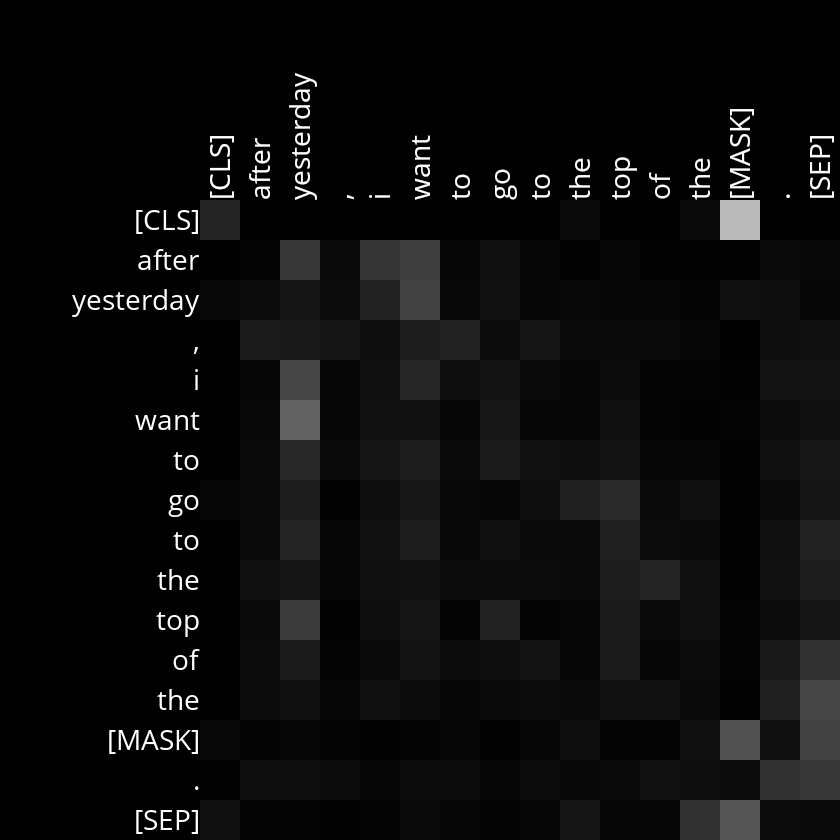 [CLS] after yesterday , i want to go to the top of the [MASK] . [SEP]
[CLS]
after
yesterday
,
i
want
to
go
to
the
top
of
the
[MASK]
.
[SEP]